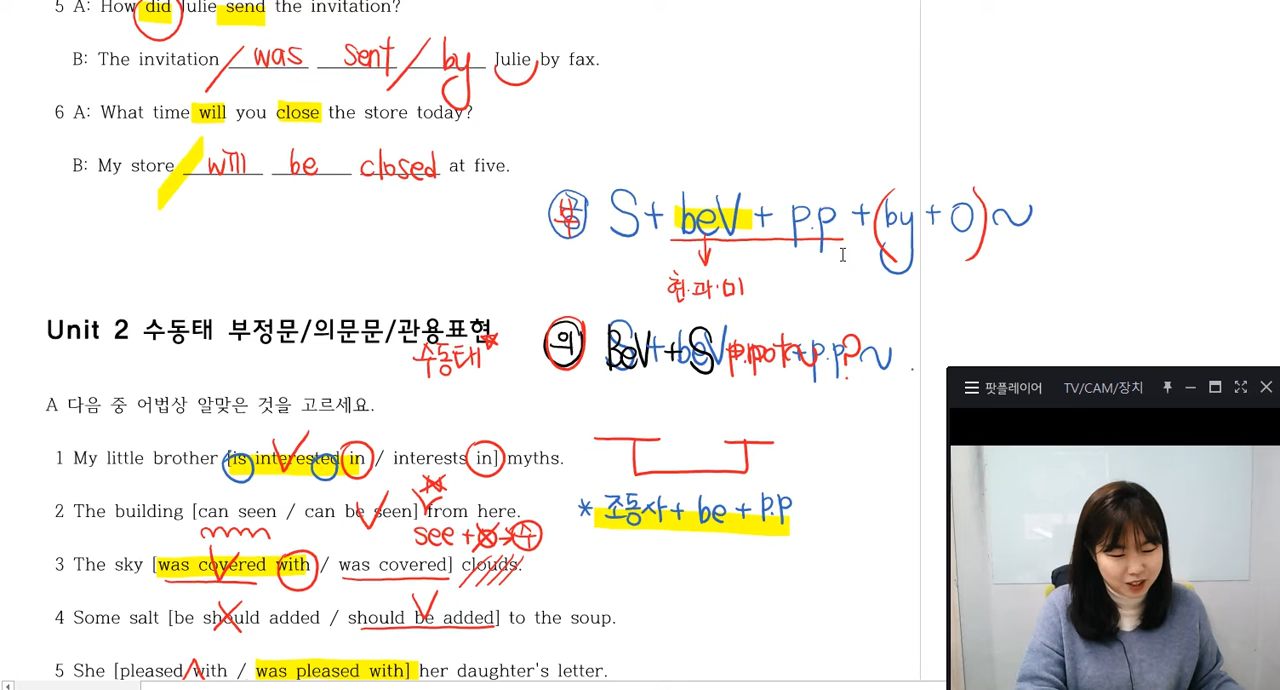 5 A: How did Julie send the invitation?
B: The invitation was sent by Julie by fax.
6 A: What time will you close the store today?
B: My store will be closed at five.
S + beV + p.p + (by + O) ~
현·과·미
Unit 2 수동태 부정문/의문문/관용표현
수동태
의 BeV + S
A 다음 중 어법상 알맞은 것을 고르세요.
1 My little brother [is interested in / interests in] myths.
2 The building [can seen / can be seen] from here.
* 조동사 + be + p.p
see +
수
3 The sky [was covered with / was covered] clouds.
4 Some salt [be should added / should be added] to the soup.
5 She [pleased with / was pleased with] her daughter's letter.
팟플레이어 TV/CAM/장치